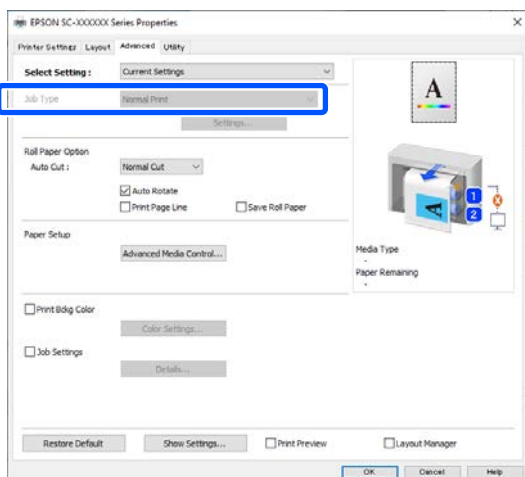 EPSON SC-XXXXXX Series Properties
Printer Settings Layout Advanced Utility
Select Setting : Current Settings
Job Type Normal Print
Settings...
Roll Paper Option
Auto Cut : Normal Cut
Auto Rotate
Print Page Line Save Roll Paper
Paper Setup
Advanced Media Control...
A
A
1
2
Media Type
-
Paper Remaining
-
Print Bdkg Color
Color Settings...
Job Settings
Details...
Restore Default Show Settings... Print Preview Layout Manager
OK Cancel Help